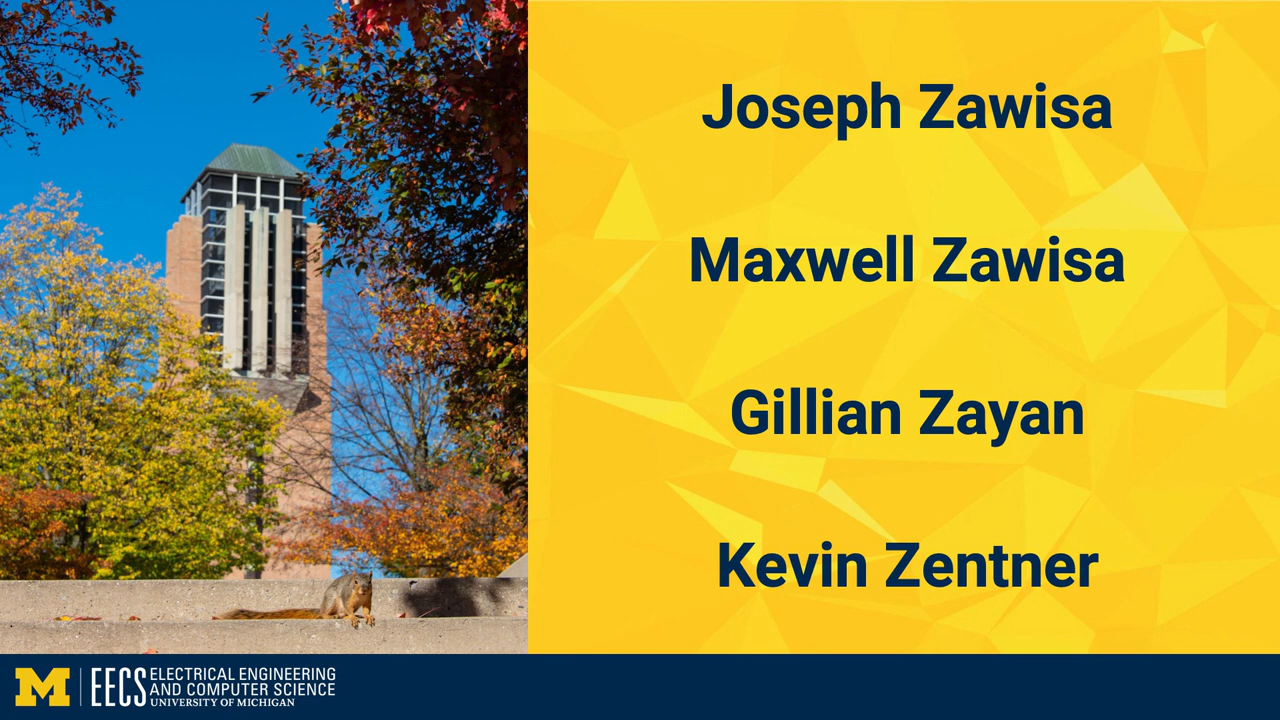 Joseph Zawisa
Maxwell Zawisa
Gillian Zayan
Kevin Zentner
M
EECS
ELECTRICAL ENGINEERING
AND COMPUTER SCIENCE
UNIVERSITY OF MICHIGAN